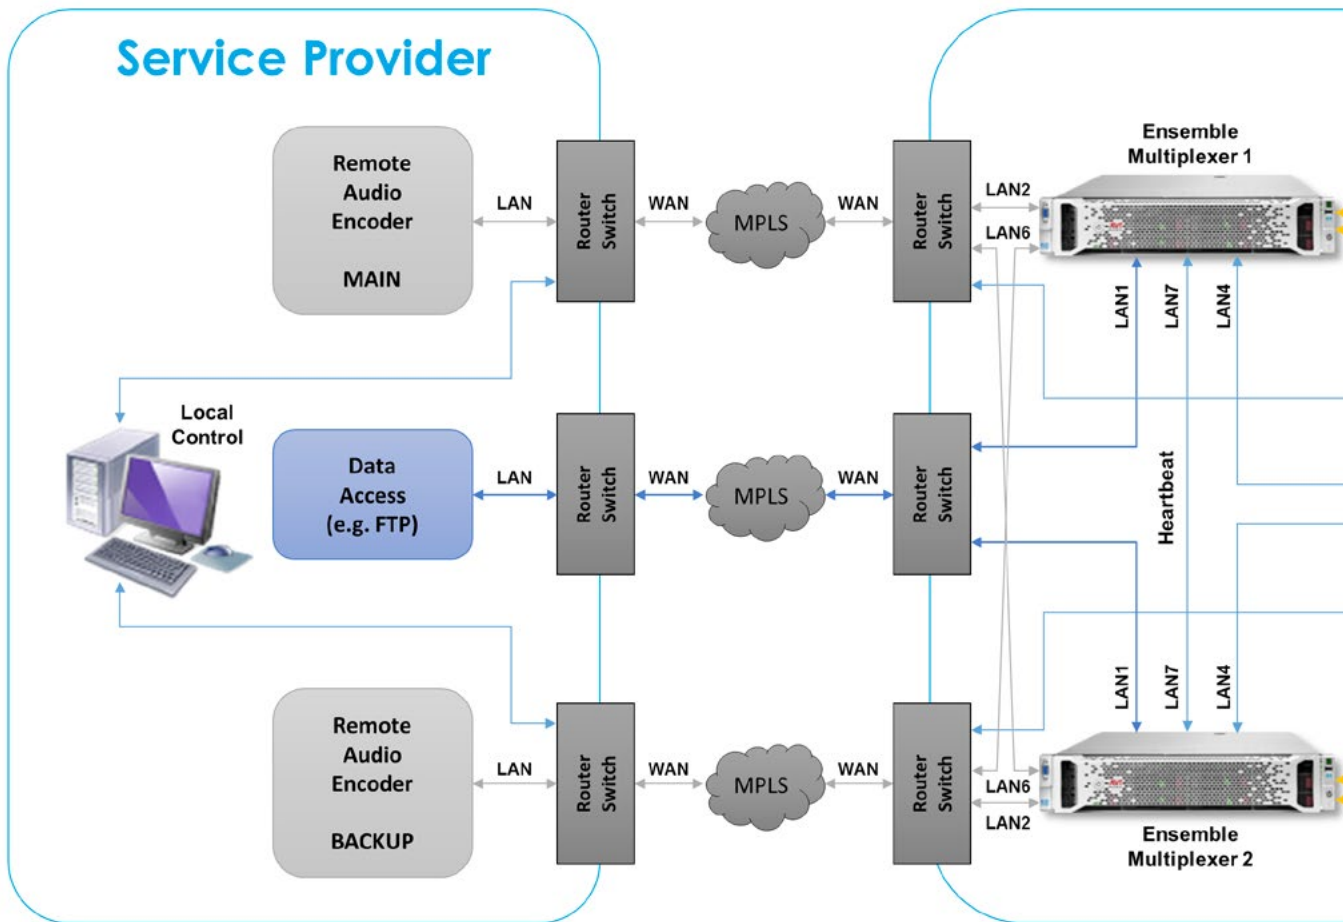 Service Provider
Remote
Audio
Encoder
MAIN
LAN
Router
Switch
WAN
MPLS
WAN
Router
Switch
LAN2
LAN6
Ensemble
Multiplexer 1
LAN1
LAN7
LAN4
Local
Control
Data
Access
(e.g. FTP)
LAN
Router
Switch
WAN
MPLS
WAN
Router
Switch
Heartbeat
LAN1
LAN7
LAN4
Remote
Audio
Encoder
BACKUP
LAN
Router
Switch
WAN
MPLS
WAN
Router
Switch
LAN6
LAN2
Ensemble
Multiplexer 2